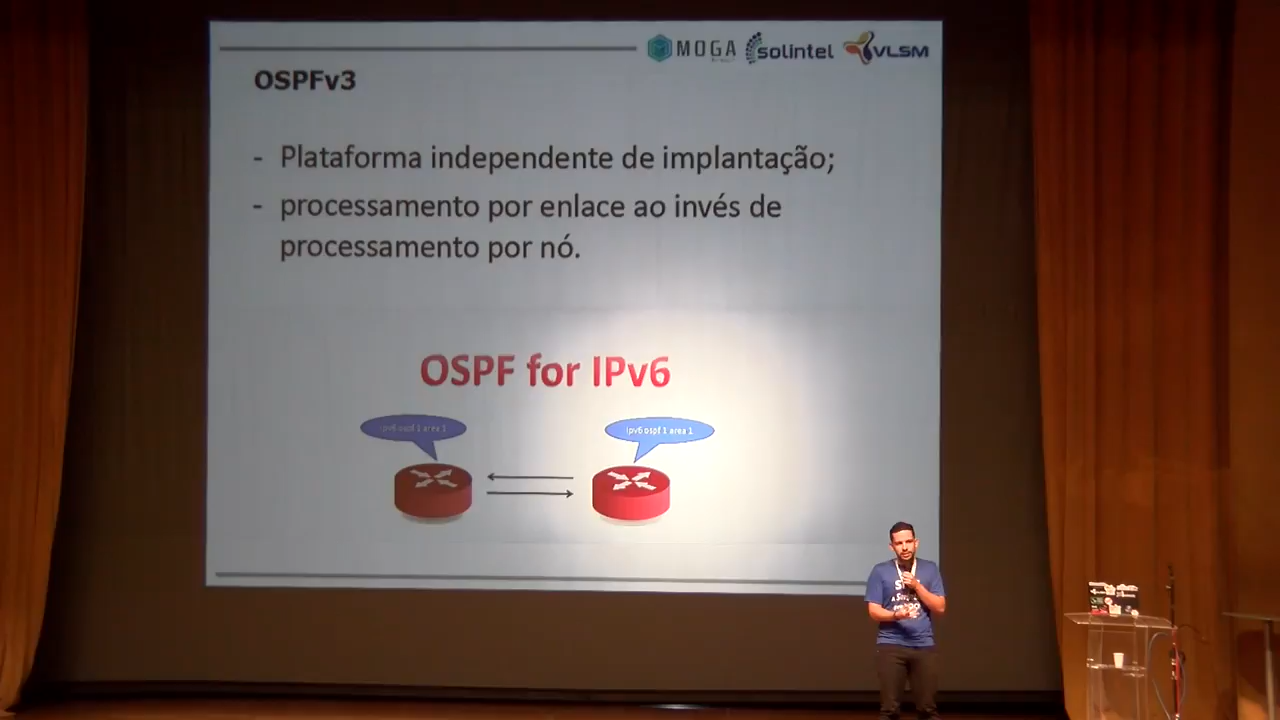 MOGA solintel VLSM
OSPFv3
- Plataforma independente de implantação;
- processamento por enlace ao invés de
processamento por nó.
OSPF for IPv6
ipv6 ospf 1 area 1 ipv6 ospf 1 area 1